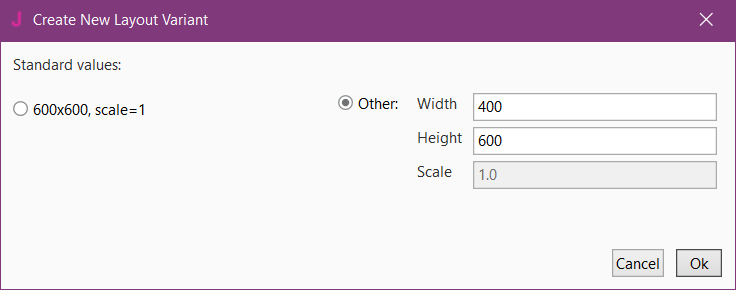 J Create New Layout Variant
Standard values:
600x600, scale=1
Other:
Width 400
Height 600
Scale 1.0
Cancel Ok